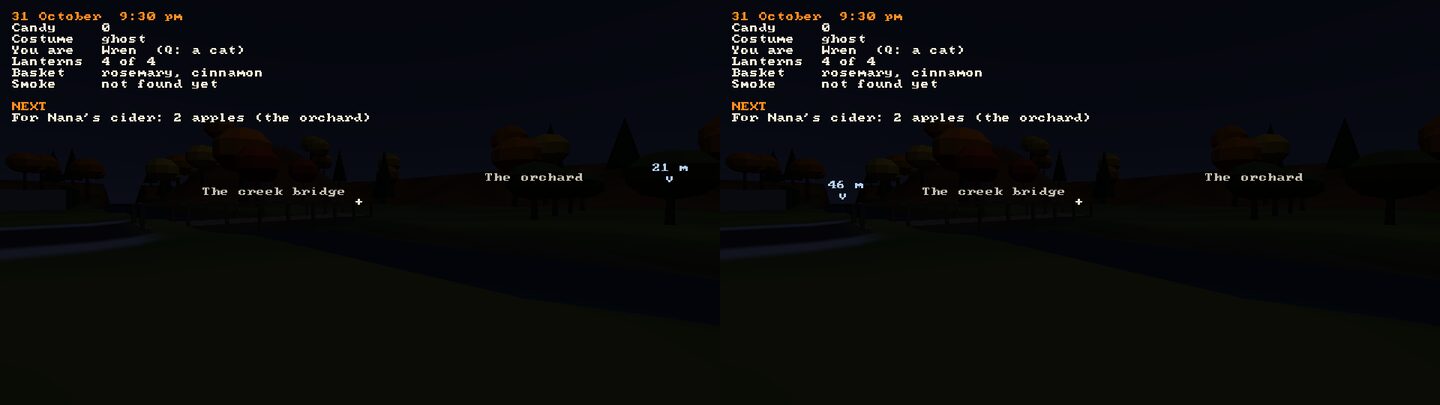 31 October 9:30 pm
Candy 0
Costume ghost
You are Wren (Q: a cat)
Lanterns 4 of 4
Basket rosemary, cinnamon
Smoke not found yet
NEXT
For Nana's cider: 2 apples (the orchard)
21 m
v
The orchard
The creek bridge
+
31 October 9:30 pm
Candy 0
Costume ghost
You are Wren (Q: a cat)
Lanterns 4 of 4
Basket rosemary, cinnamon
Smoke not found yet
NEXT
For Nana's cider: 2 apples (the orchard)
The orchard
46 m
v
The creek bridge
+